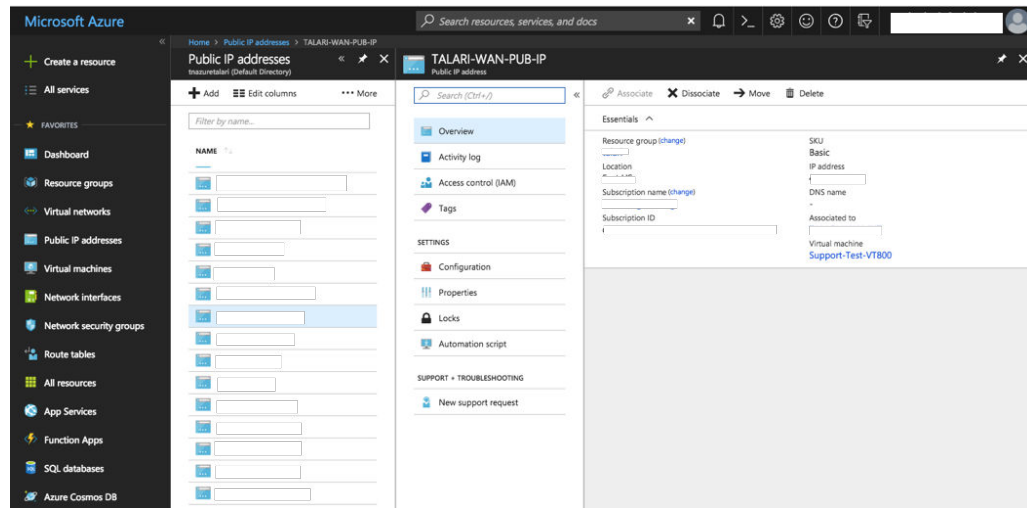 Microsoft Azure
Search resources, services, and docs
Home > Public IP addresses > TALARI-WAN-PUB-IP
Create a resource
All services
FAVORITES
Dashboard
Resource groups
Virtual networks
Public IP addresses
Virtual machines
Network interfaces
Network security groups
Route tables
All resources
App Services
Function Apps
SQL databases
Azure Cosmos DB
Public IP addresses
tnazuretalari (Default Directory)
Add
Edit columns
More
Filter by name...
NAME
TALARI-WAN-PUB-IP
Public IP address
Search (Ctrl+/)
Overview
Activity log
Access control (IAM)
Tags
SETTINGS
Configuration
Properties
Locks
Automation script
SUPPORT + TROUBLESHOOTING
New support request
Associate
Dissociate
Move
Delete
Essentials
Resource group (change)
Location
Subscription name (change)
Subscription ID
SKU
Basic
IP address
DNS name
-
Associated to
Virtual machine
Support-Test-VT800